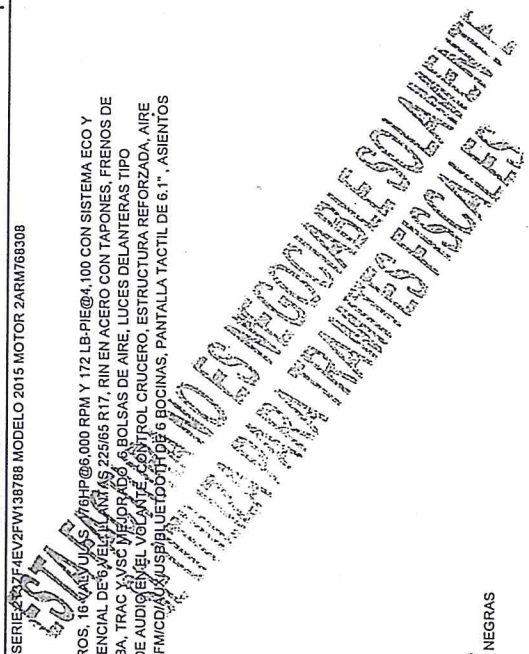 SERIE MODELO 2015 MOTOR 2ARM768308
ROS, 16 VALVULAS, 176HP@6,000 RPM Y 172 LB-PIE@4,100 CON SISTEMA ECO Y
ENCIAL DE 6 VEL, LLANTAS 225/65 R17, RIN EN ACERO CON TAPONES, FRENOS DE
BA, TRAC Y VSC MEJORADO, 6 BOLSAS DE AIRE, LUCES DELANTERAS TIPO
DE AUDIO EN EL VOLANTE, CONTROL CRUCERO, ESTRUCTURA REFORZADA, AIRE
FM/CD/AUX/USB/BLUETOOTH DE 6 BOCINAS, PANTALLA TACTIL DE 6.1", ASIENTOS
NEGRAS
ESTA FACTURA NO ES NEGOCIABLE SOLAMENTE
SE UTILIZA PARA TRAMITES FISCALES